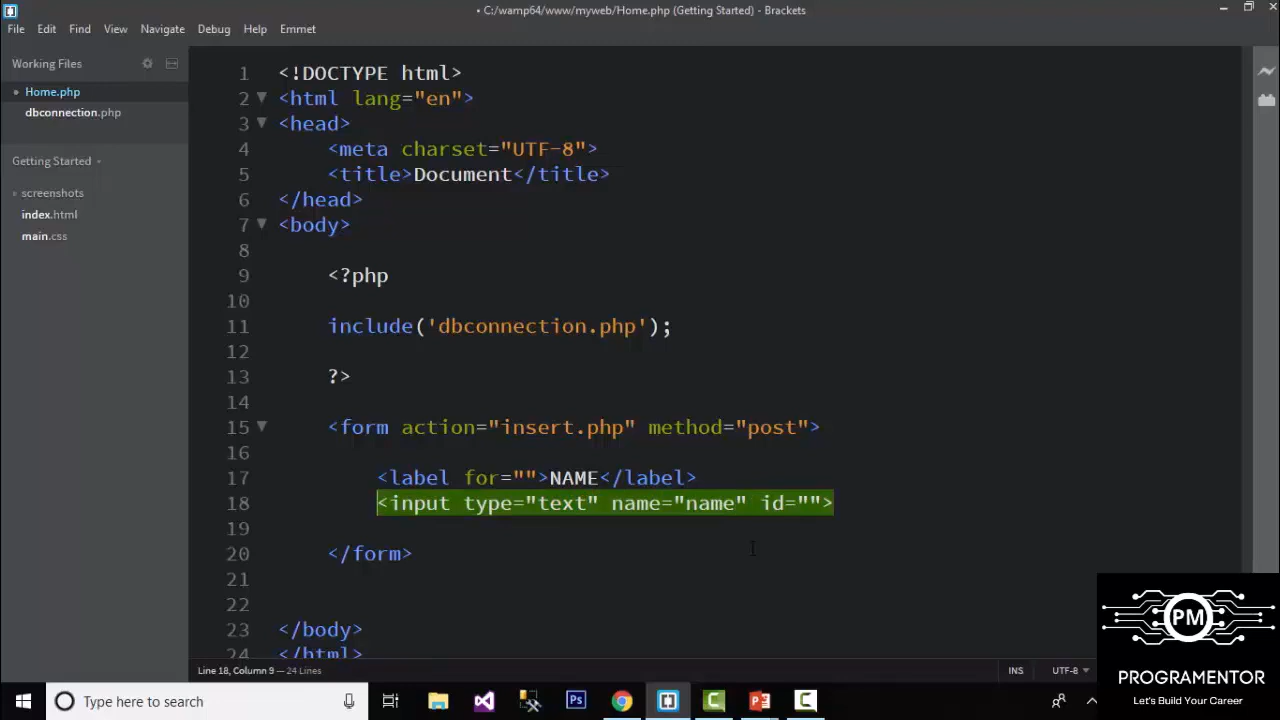 • C:/wamp64/www/myweb/Home.php (Getting Started) - Brackets
File Edit Find View Navigate Debug Help Emmet
Working Files
Home.php
dbconnection.php
Getting Started
screenshots
index.html
main.css
1 <!DOCTYPE html>
2 <html lang="en">
3 <head>
4 <meta charset="UTF-8">
5 <title>Document</title>
6 </head>
7 <body>
8
9 <?php
10
11 include('dbconnection.php');
12
13 ?>
14
15 <form action="insert.php" method="post">
16
17 <label for="">NAME</label>
18 <input type="text" name="name" id="">
19
20 </form>
21
22
23 </body>
24 </html>
Line 18, Column 9 — 24 Lines
INS UTF-8
PM
PROGRAMENTOR
Let's Build Your Career
Type here to search
Ps